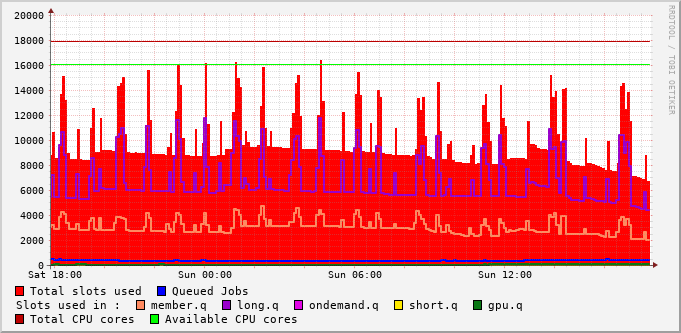 20000
18000
16000
14000
12000
10000
8000
6000
4000
2000
0
Sat 18:00 Sun 00:00 Sun 06:00 Sun 12:00
Total slots used Queued Jobs
Slots used in : member.q long.q ondemand.q short.q gpu.q
Total CPU cores Available CPU cores
RRDTOOL / TOBI OETIKER